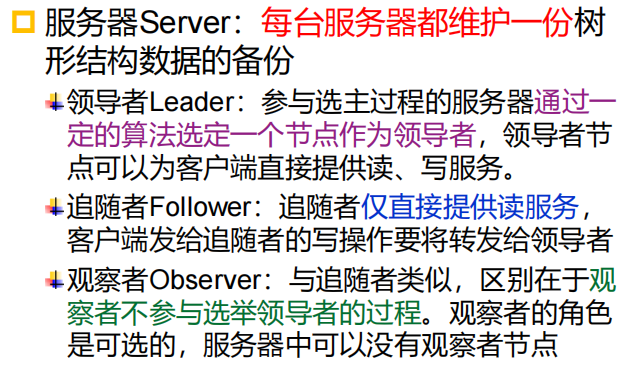 服务器Server：每台服务器都维护一份树
形结构数据的备份
领导者Leader：参与选主过程的服务器通过一
定的算法选定一个节点作为领导者，领导者节
点可以为客户端直接提供读、写服务。
追随者Follower：追随者仅直接提供读服务，
客户端发给追随者的写操作要将转发给领导者
观察者Observer：与追随者类似，区别在于观
察者不参与选举领导者的过程。观察者的角色
是可选的，服务器中可以没有观察者节点